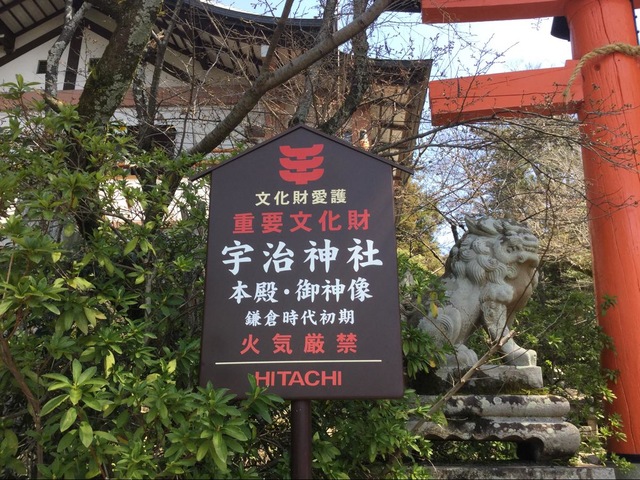 文化財愛護
重要文化財
宇治神社
本殿・御神像
鎌倉時代初期
火気厳禁
HITACHI